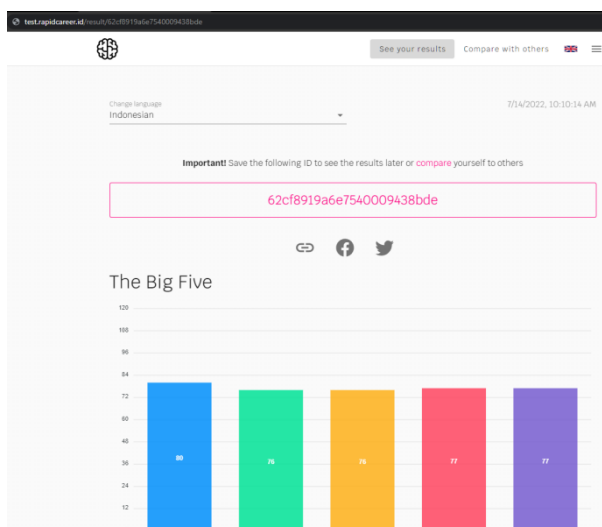 test.rapidcareer.id/result/62cf8919a6e7540009438bde
See your results
Compare with others
Change language
Indonesian
7/14/2022, 10:10:14 AM
Important! Save the following ID to see the results later or compare yourself to others
62cf8919a6e7540009438bde
The Big Five
120
108
96
84
72
60
48
36
24
12
80
76
76
77
77